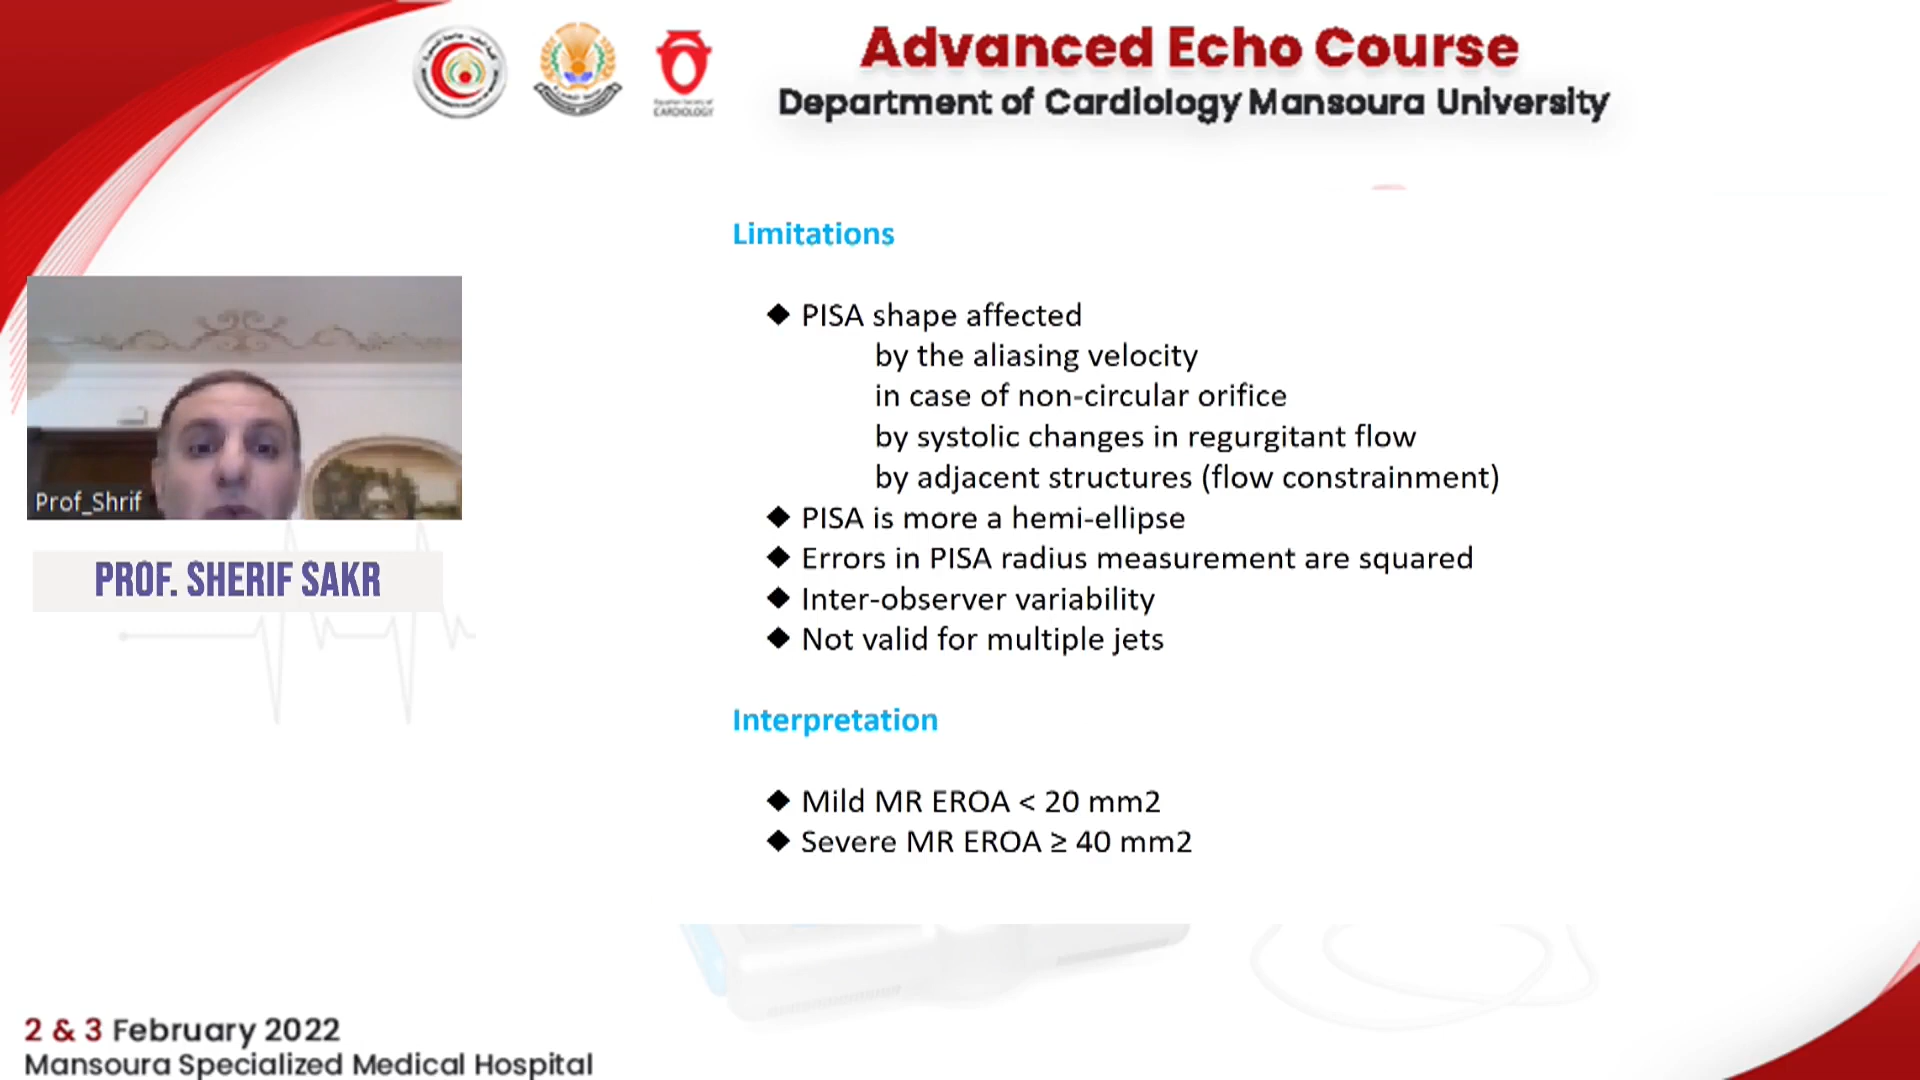 Advanced Echo Course
Department of Cardiology Mansoura University
Egyptian Society of
CARDIOLOGY
Limitations
◆ PISA shape affected
by the aliasing velocity
in case of non-circular orifice
by systolic changes in regurgitant flow
by adjacent structures (flow constrainment)
◆ PISA is more a hemi-ellipse
◆ Errors in PISA radius measurement are squared
◆ Inter-observer variability
◆ Not valid for multiple jets
Interpretation
◆ Mild MR EROA < 20 mm2
◆ Severe MR EROA ≥ 40 mm2
Prof_Shrif
PROF. SHERIF SAKR
2 & 3 February 2022
Mansoura Specialized Medical Hospital